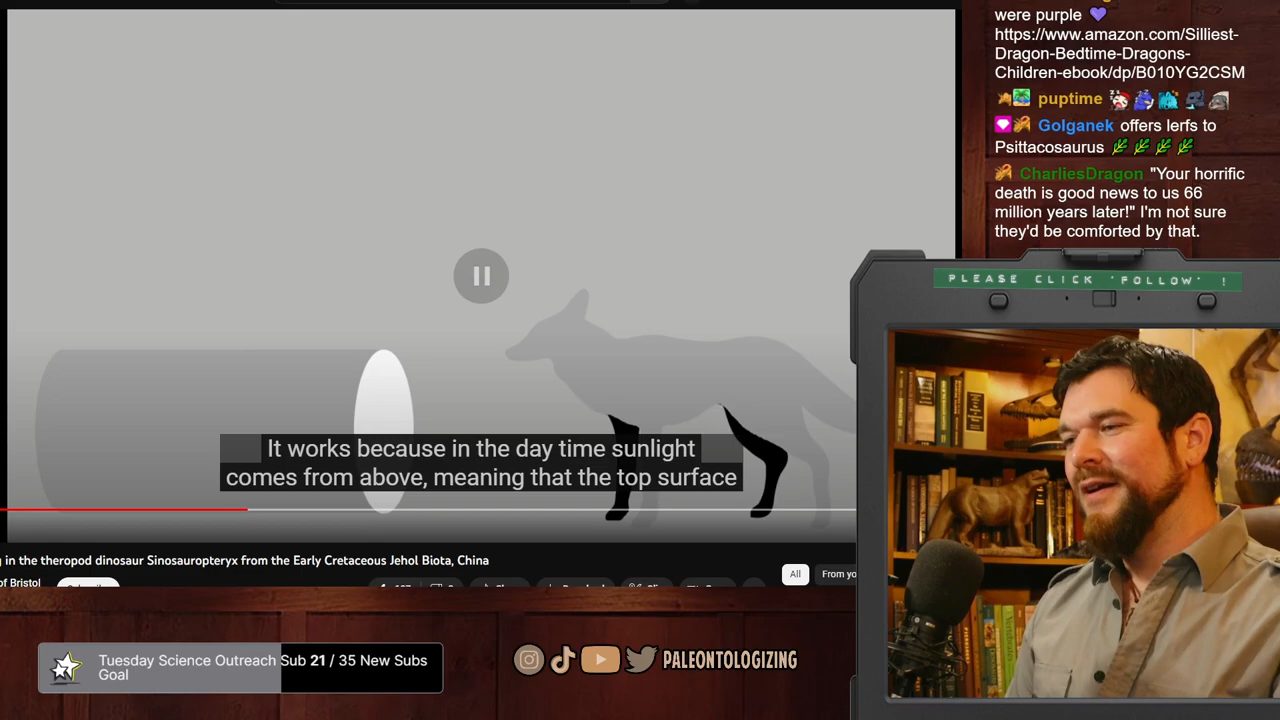 were purple 💜
https://www.amazon.com/Silliest-
Dragon-Bedtime-Dragons-
Children-ebook/dp/B010YG2CSM
puptime
Golganek offers lerfs to
Psittacosaurus
CharliesDragon "Your horrific
death is good news to us 66
million years later!" I'm not sure
they'd be comforted by that.
PLEASE CLICK 'FOLLOW' !
It works because in the day time sunlight
comes from above, meaning that the top surface
in the theropod dinosaur Sinosauropteryx from the Early Cretaceous Jehol Biota, China
of Bristol
All
From yo
Tuesday Science Outreach Sub 21 / 35 New Subs
Goal
PALEONTOLOGIZING